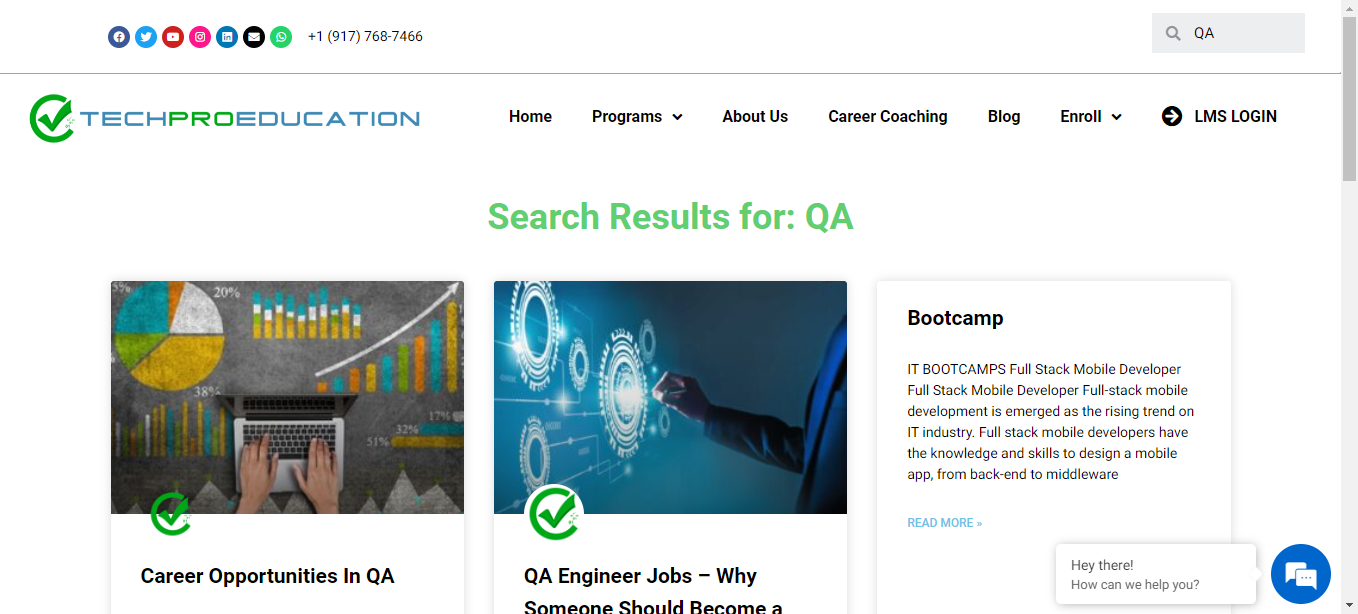 +1 (917) 768-7466
QA
TECHPROEDUCATION
Home
Programs
About Us
Career Coaching
Blog
Enroll
LMS LOGIN
Search Results for: QA
5%
20%
38%
17%
32%
51%
Career Opportunities In QA
QA Engineer Jobs – Why
Someone Should Become a
Bootcamp
IT BOOTCAMPS Full Stack Mobile Developer
Full Stack Mobile Developer Full-stack mobile
development is emerged as the rising trend on
IT industry. Full stack mobile developers have
the knowledge and skills to design a mobile
app, from back-end to middleware
READ MORE »
Hey there!
How can we help you?